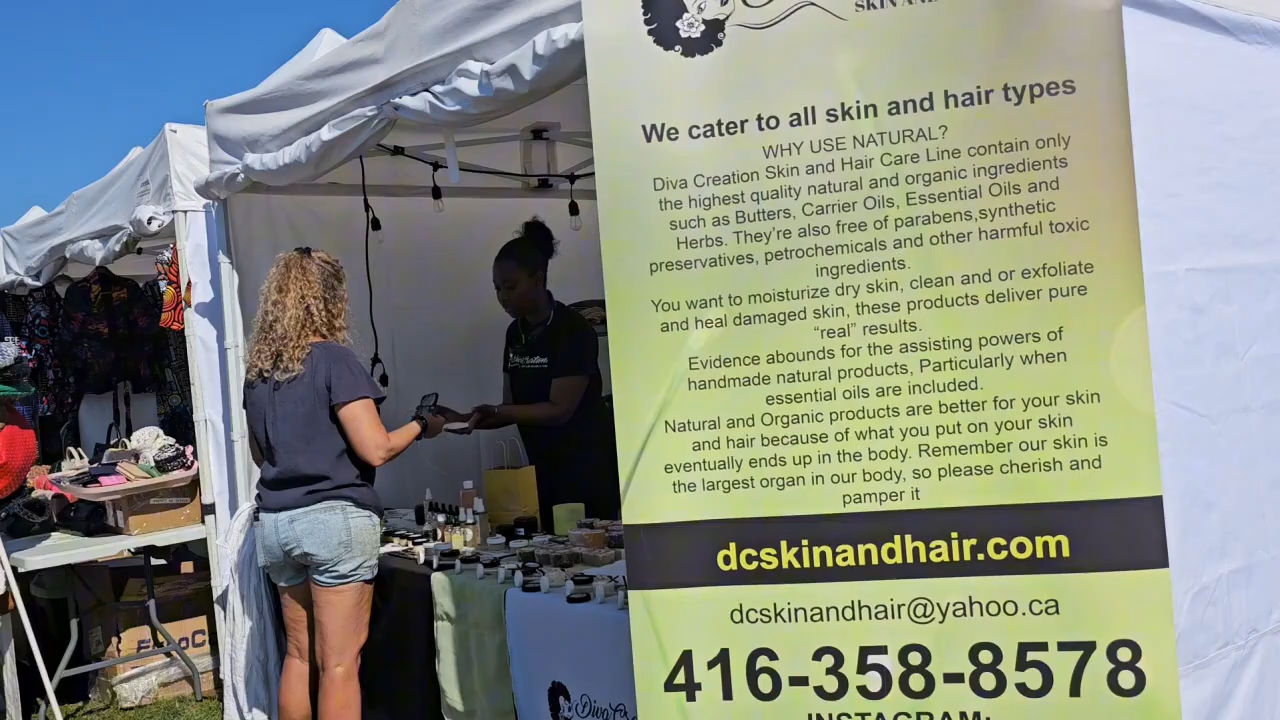 SKIN AND
We cater to all skin and hair types
WHY USE NATURAL?
Diva Creation Skin and Hair Care Line contain only
the highest quality natural and organic ingredients
such as Butters, Carrier Oils, Essential Oils and
Herbs. They're also free of parabens,synthetic
preservatives, petrochemicals and other harmful toxic
ingredients.
You want to moisturize dry skin, clean and or exfoliate
and heal damaged skin, these products deliver pure
“real” results.
Evidence abounds for the assisting powers of
handmade natural products, Particularly when
essential oils are included.
Natural and Organic products are better for your skin
and hair because of what you put on your skin
eventually ends up in the body. Remember our skin is
the largest organ in our body, so please cherish and
pamper it
dcskinandhair.com
dcskinandhair@yahoo.ca
416-358-8578
INSTAGRAM:
Diva